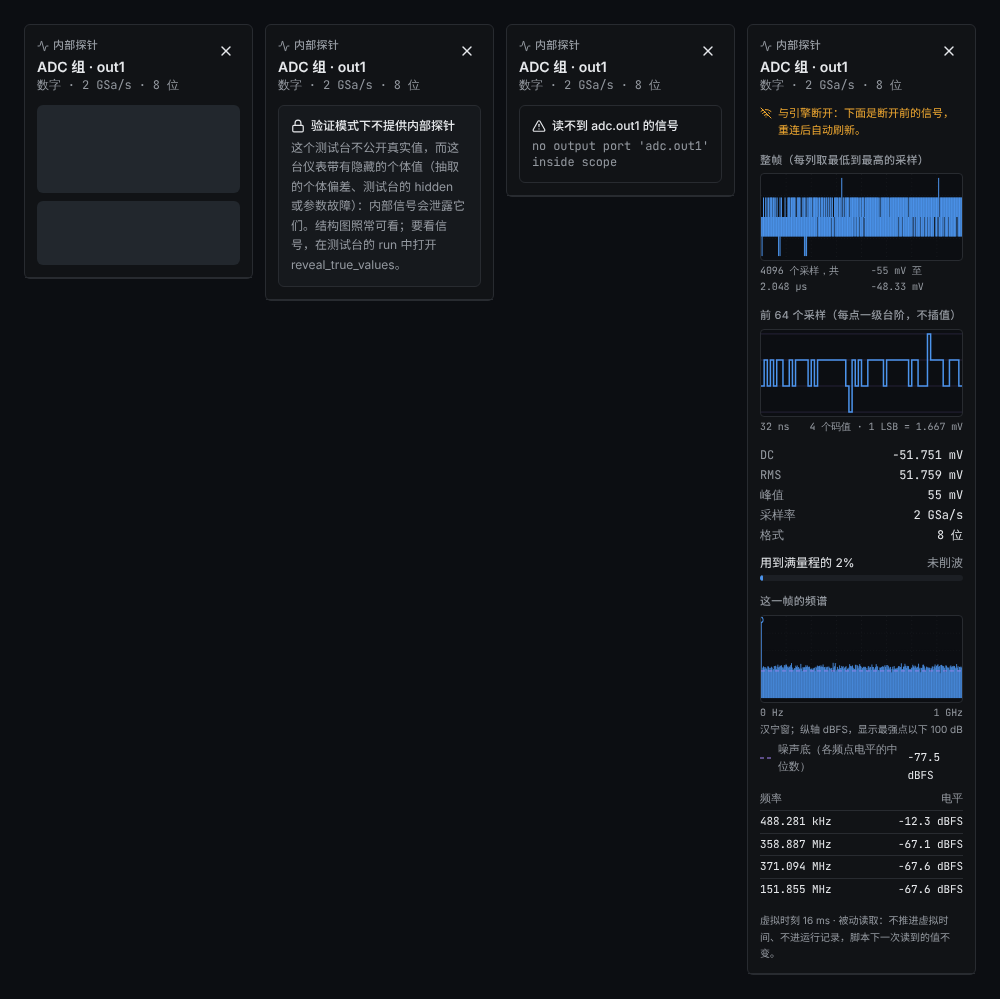 内部探针
ADC 组 · out1
数字 · 2 GSa/s · 8 位
内部探针
ADC 组 · out1
数字 · 2 GSa/s · 8 位
验证模式下不提供内部探针
这个测试台不公开真实值，而这
台仪表带有隐藏的个体值（抽取
的个体偏差、测试台的 hidden
或参数故障）：内部信号会泄露它
们。结构图照常可看；要看信
号，在测试台的 run 中打开
reveal_true_values。
内部探针
ADC 组 · out1
数字 · 2 GSa/s · 8 位
读不到 adc.out1 的信号
no output port 'adc.out1'
inside scope
内部探针
ADC 组 · out1
数字 · 2 GSa/s · 8 位
与引擎断开：下面是断开前的信号，
重连后自动刷新。
整帧（每列取最低到最高的采样）
4096 个采样，共
2.048 µs
-55 mV 至
-48.33 mV
前 64 个采样（每点一级台阶，不插值）
32 ns 4 个码值 · 1 LSB = 1.667 mV
DC -51.751 mV
RMS 51.759 mV
峰值 55 mV
采样率 2 GSa/s
格式 8 位
用到满量程的 2% 未削波
这一帧的频谱
0 Hz 1 GHz
汉宁窗；纵轴 dBFS，显示最强点以下 100 dB
噪声底（各频点电平的中
位数）
-77.5
dBFS
频率 电平
488.281 kHz -12.3 dBFS
358.887 MHz -67.1 dBFS
371.094 MHz -67.6 dBFS
151.855 MHz -67.6 dBFS
虚拟时刻 16 ms · 被动读取：不推进虚拟时
间、不进运行记录，脚本下一次读到的值不
变。